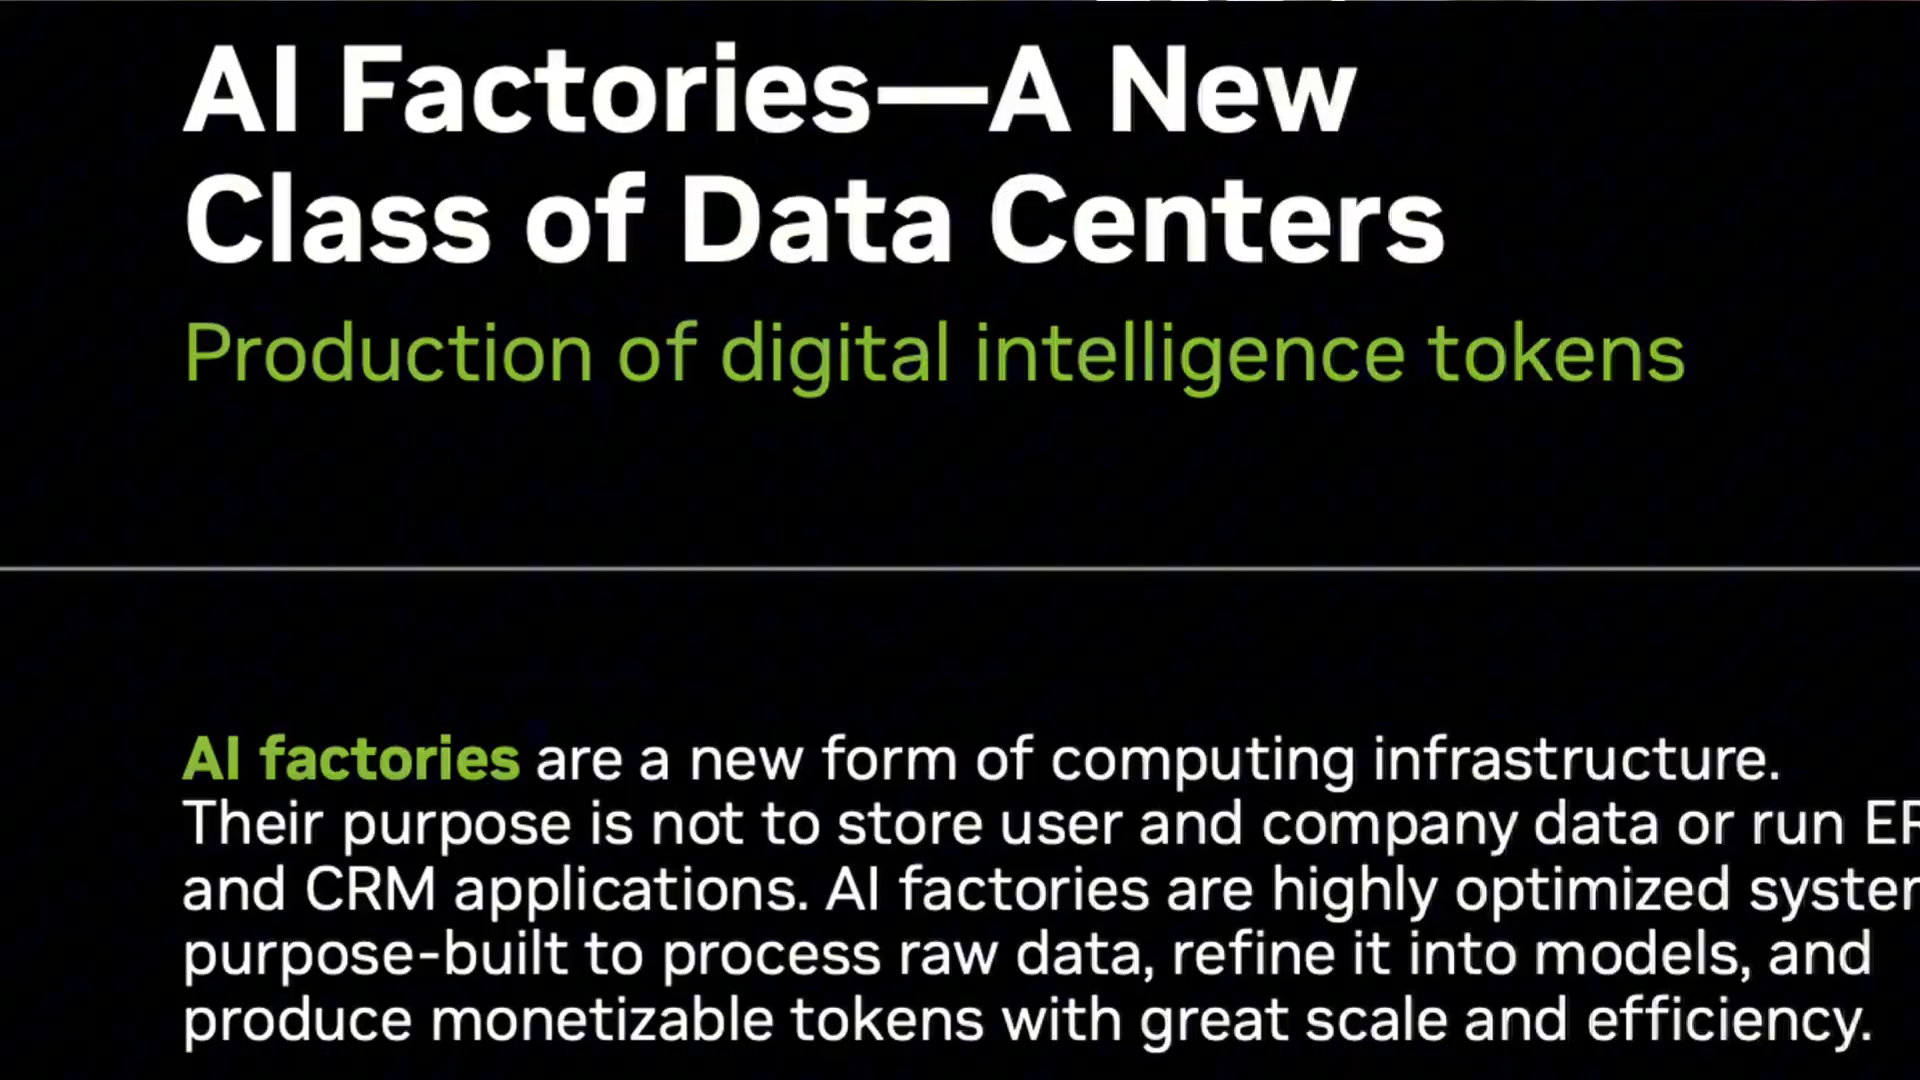 AI Factories—A New
Class of Data Centers
Production of digital intelligence tokens
AI factories are a new form of computing infrastructure.
Their purpose is not to store user and company data or run
and CRM applications. AI factories are highly optimized
purpose-built to process raw data, refine it into models, and
produce monetizable tokens with great scale and efficiency.